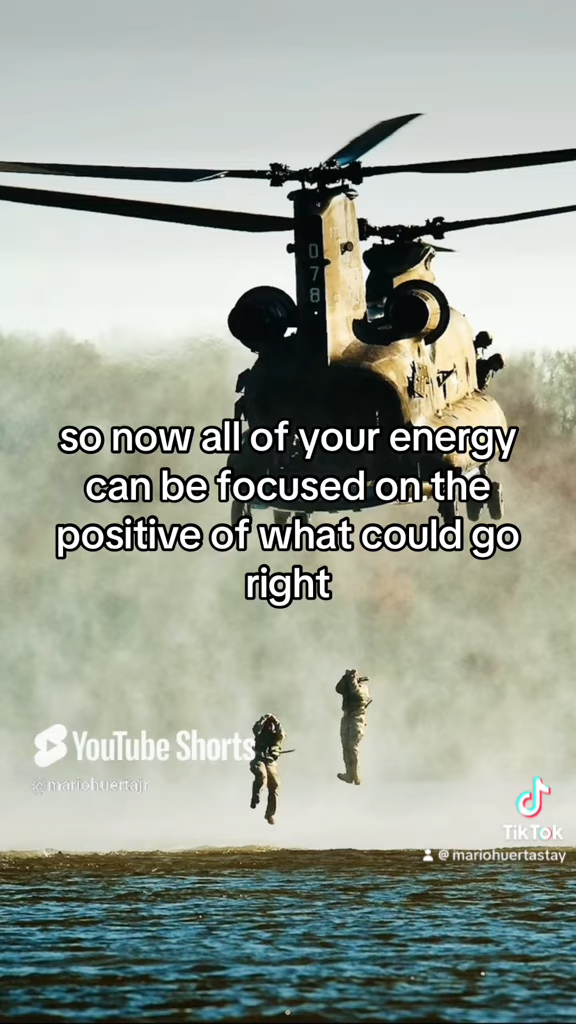 078
so now all of your energy
can be focused on the
positive of what could go
right
YouTube Shorts
@mariohuertajr
TikTok
@mariohuertastay